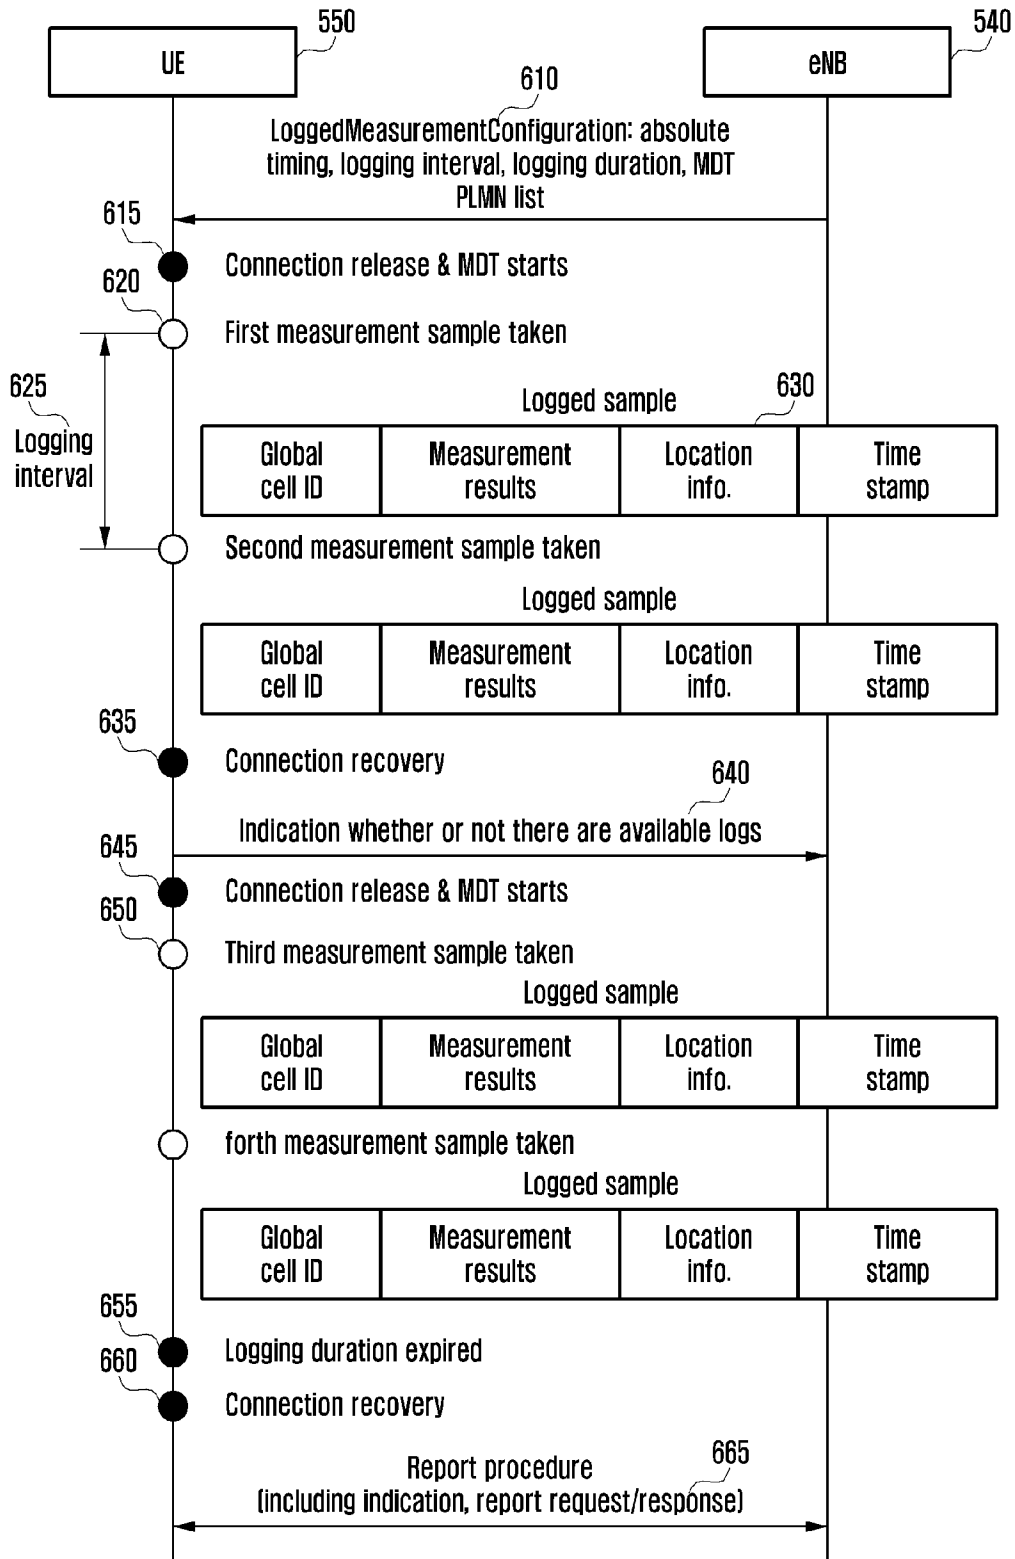 550
540
UE
eNB
610
LoggedMeasurementConfiguration: absolute
timing, logging interval, logging duration, MDT
PLMN list
615
Connection release & MDT starts
620
First measurement sample taken
625
Logging
interval
Logged sample
630
Global
cell ID
Measurement
results
Location
info.
Time
stamp
Second measurement sample taken
Logged sample
Global
cell ID
Measurement
results
Location
info.
Time
stamp
635
Connection recovery
640
Indication whether or not there are available logs
645
Connection release & MDT starts
650
Third measurement sample taken
Logged sample
Global
cell ID
Measurement
results
Location
info.
Time
stamp
forth measurement sample taken
Logged sample
Global
cell ID
Measurement
results
Location
info.
Time
stamp
655
Logging duration expired
660
Connection recovery
665
Report procedure
(including indication, report request/response)